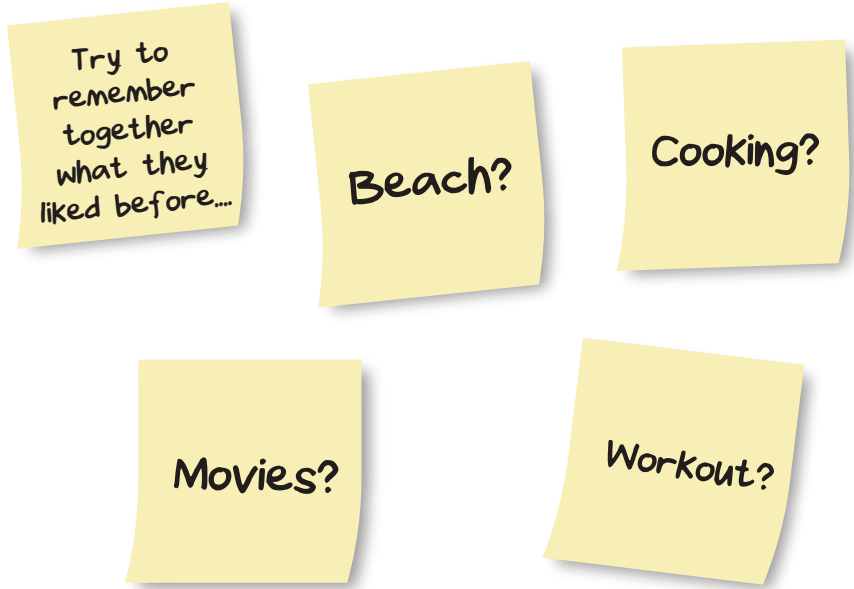 Try to
remember
together
what they
liked before....
Beach?
Cooking?
Movies?
Workout?